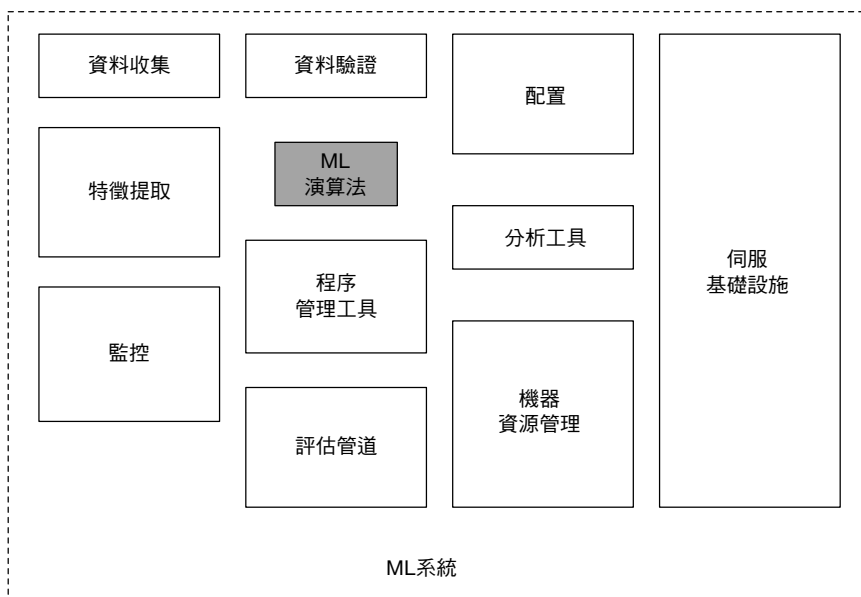 資料收集
資料驗證
配置
伺服
基礎設施
特徵提取
ML
演算法
分析工具
程序
管理工具
監控
機器
資源管理
評估管道
ML系統